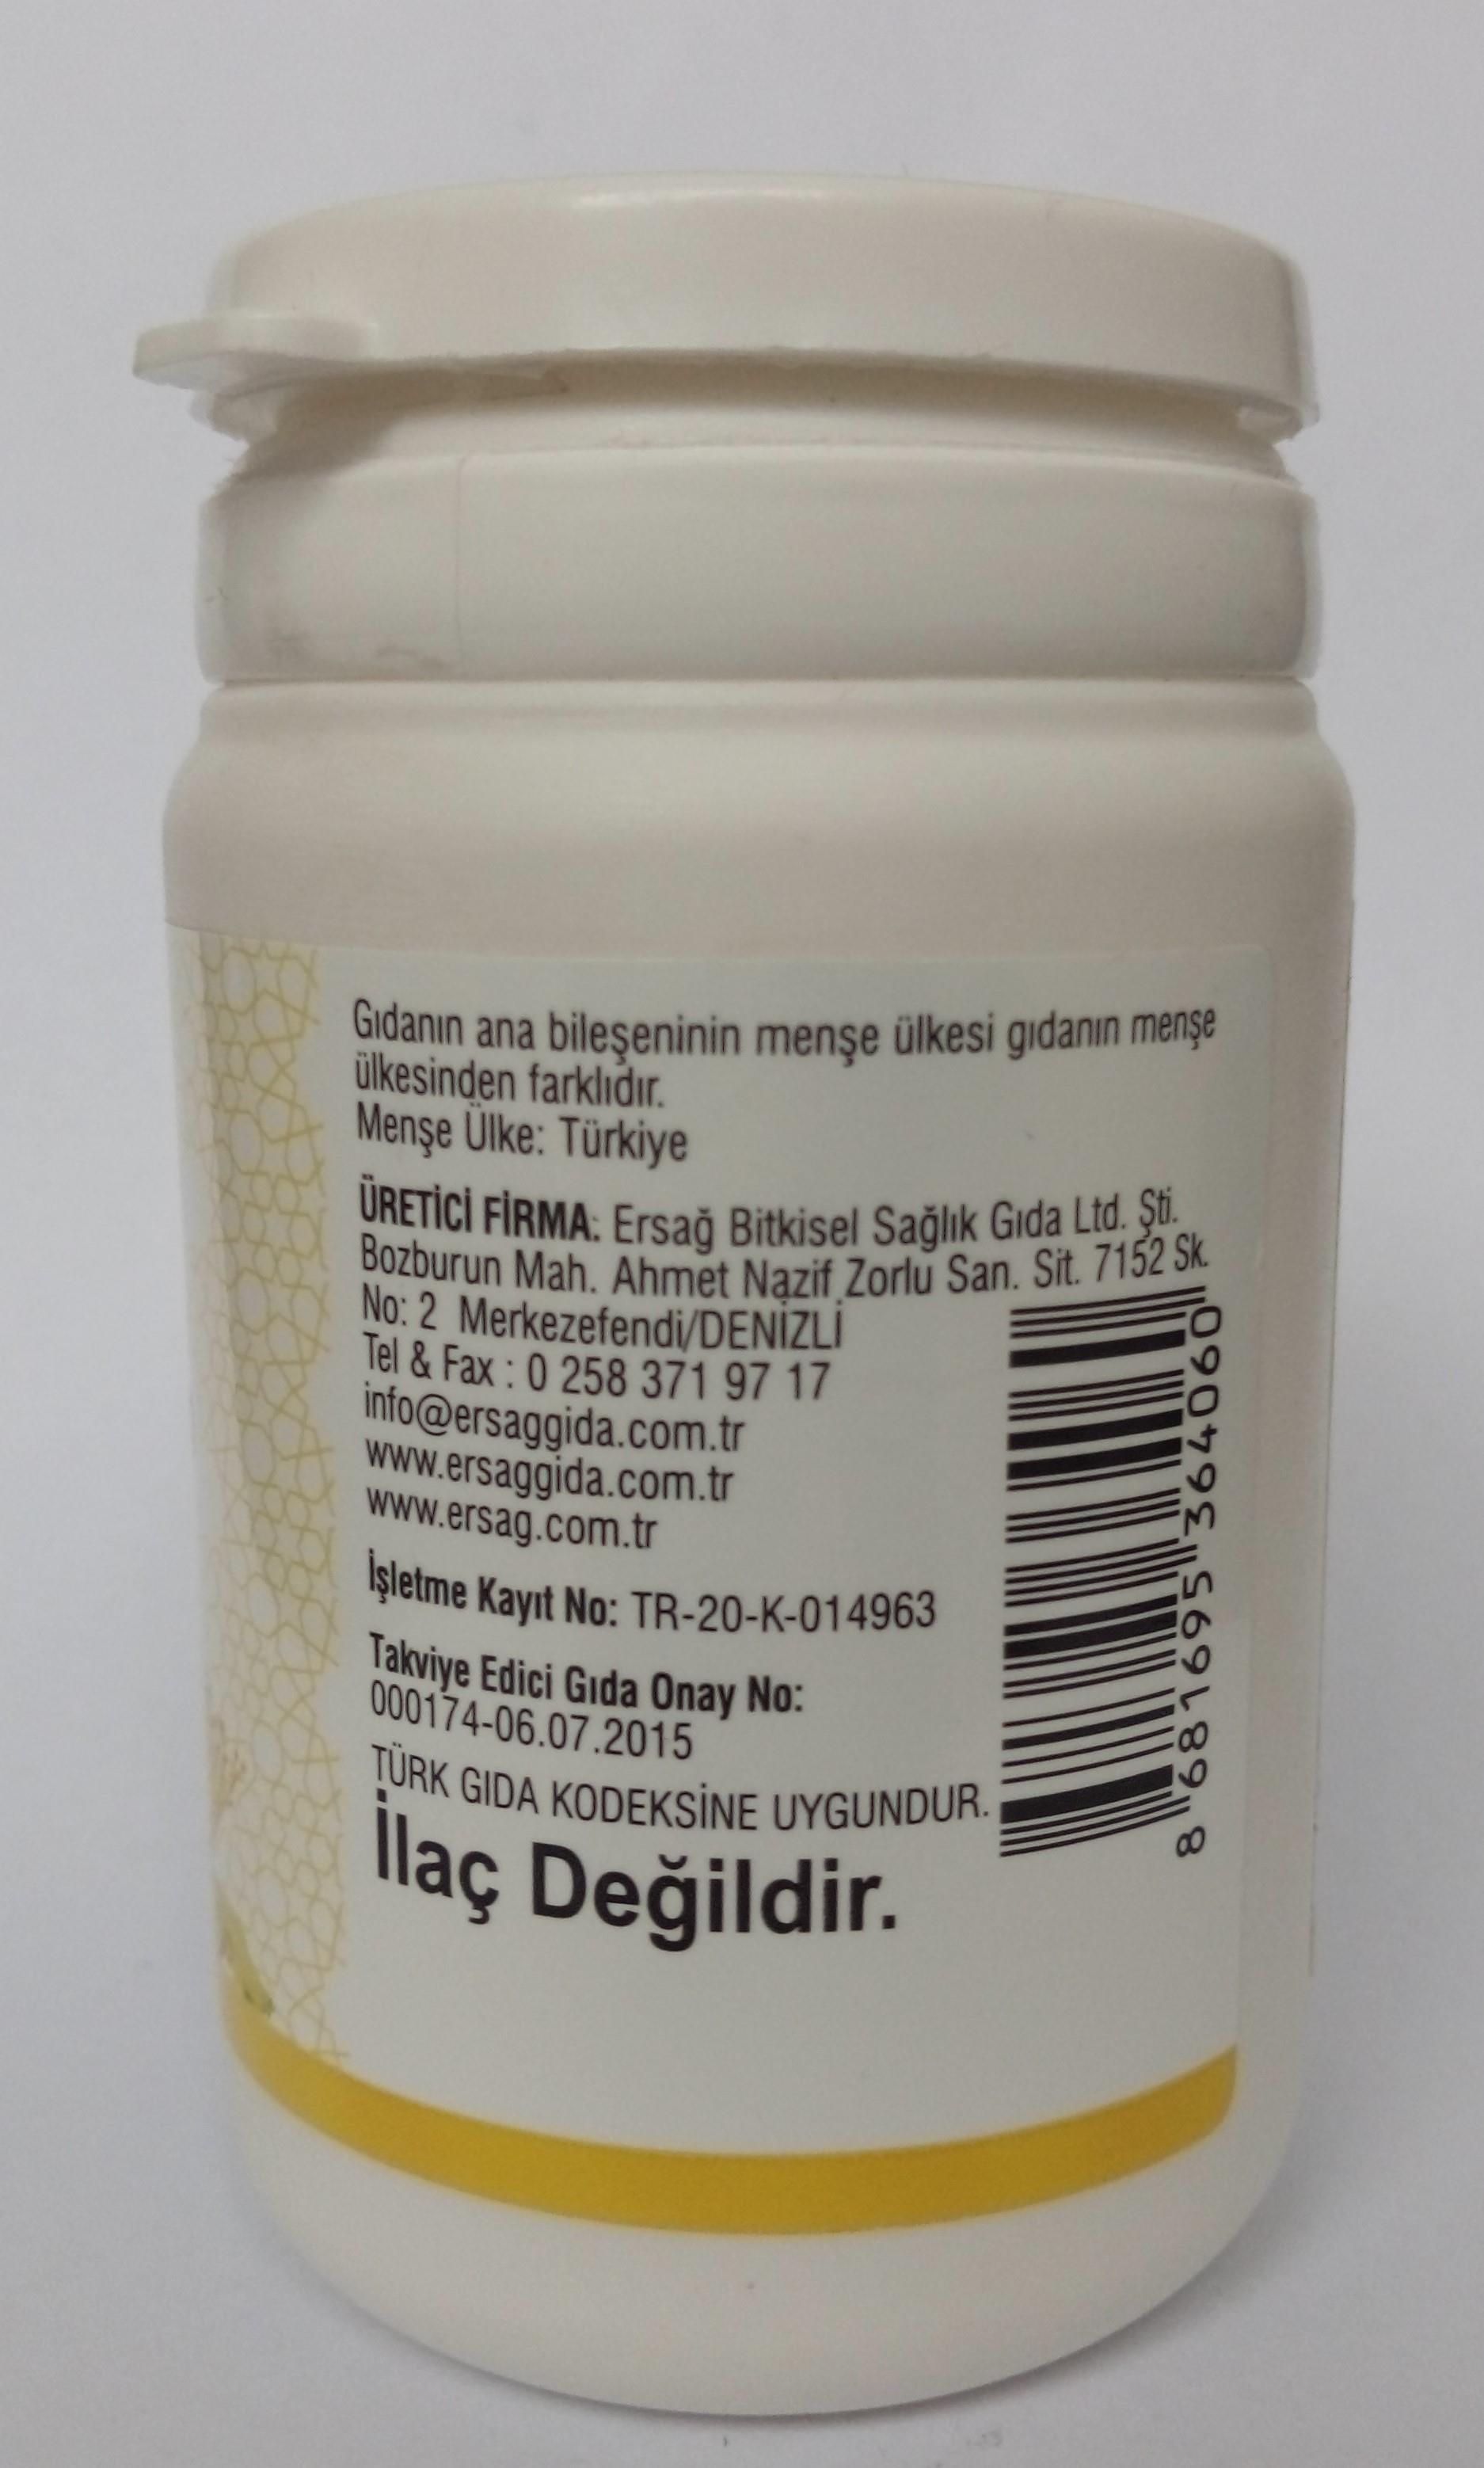 Gıdanın ana bileşeninin menşe ülkesi gıdanın menşe
ülkesinden farklıdır.
Menşe Ülke: Türkiye
ÜRETİCİ FİRMA: Ersağ Bitkisel Sağlık Gıda Ltd. Şti.
Bozburun Mah. Ahmet Nazif Zorlu San. Sit. 7152 Sk.
No: 2 Merkezefendi/DENİZLİ
Tel & Fax : 0 258 371 97 17
info@ersaggida.com.tr
www.ersaggida.com.tr
www.ersag.com.tr
İşletme Kayıt No: TR-20-K-014963
Takviye Edici Gıda Onay No:
000174-06.07.2015
TÜRK GIDA KODEKSİNE UYGUNDUR.
İlaç Değildir.
8 681695 364060